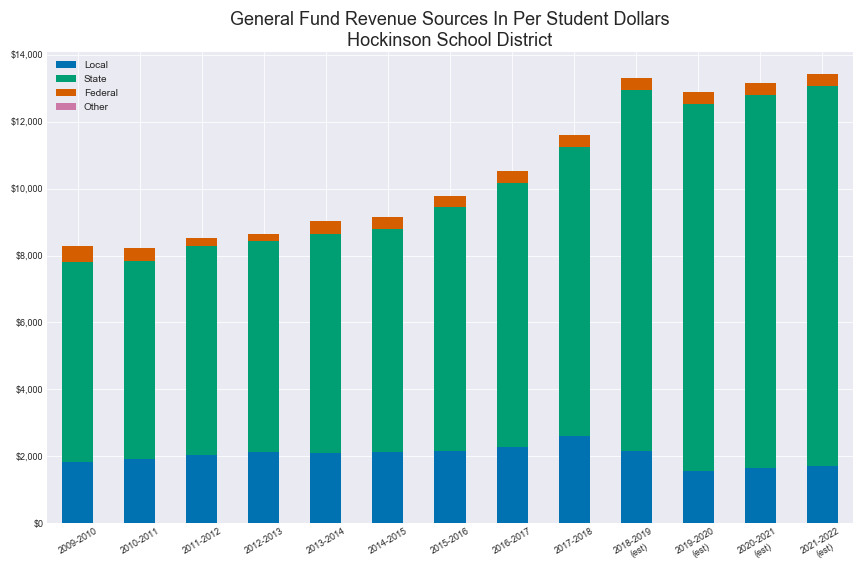 General Fund Revenue Sources In Per Student Dollars
Hockinson School District
$14,000
$12,000
$10,000
$8,000
$6,000
$4,000
$2,000
$0
Local
State
Federal
Other
2009-2010
2010-2011
2011-2012
2012-2013
2013-2014
2014-2015
2015-2016
2016-2017
2017-2018
2018-2019
(est)
2019-2020
(est)
2020-2021
(est)
2021-2022
(est)